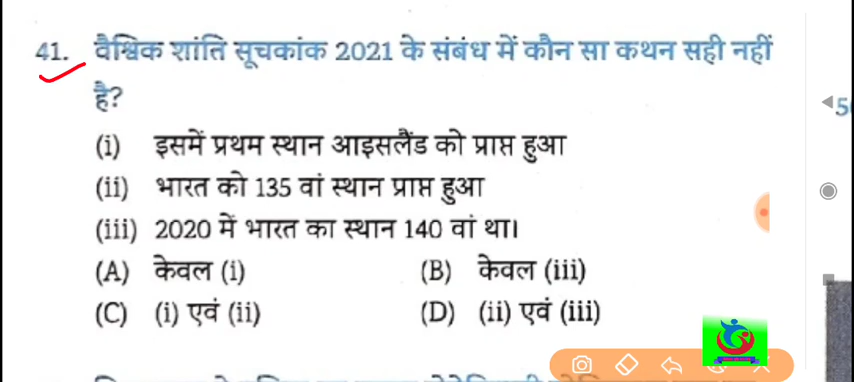 41. वैश्विक शांति सूचकांक 2021 के संबंध में कौन सा कथन सही नहीं
है?
(i) इसमें प्रथम स्थान आइसलैंड को प्राप्त हुआ
(ii) भारत को 135 वां स्थान प्राप्त हुआ
(iii) 2020 में भारत का स्थान 140 वां था।
(A) केवल (i) (B) केवल (iii)
(C) (i) एवं (ii) (D) (ii) एवं (iii)
5